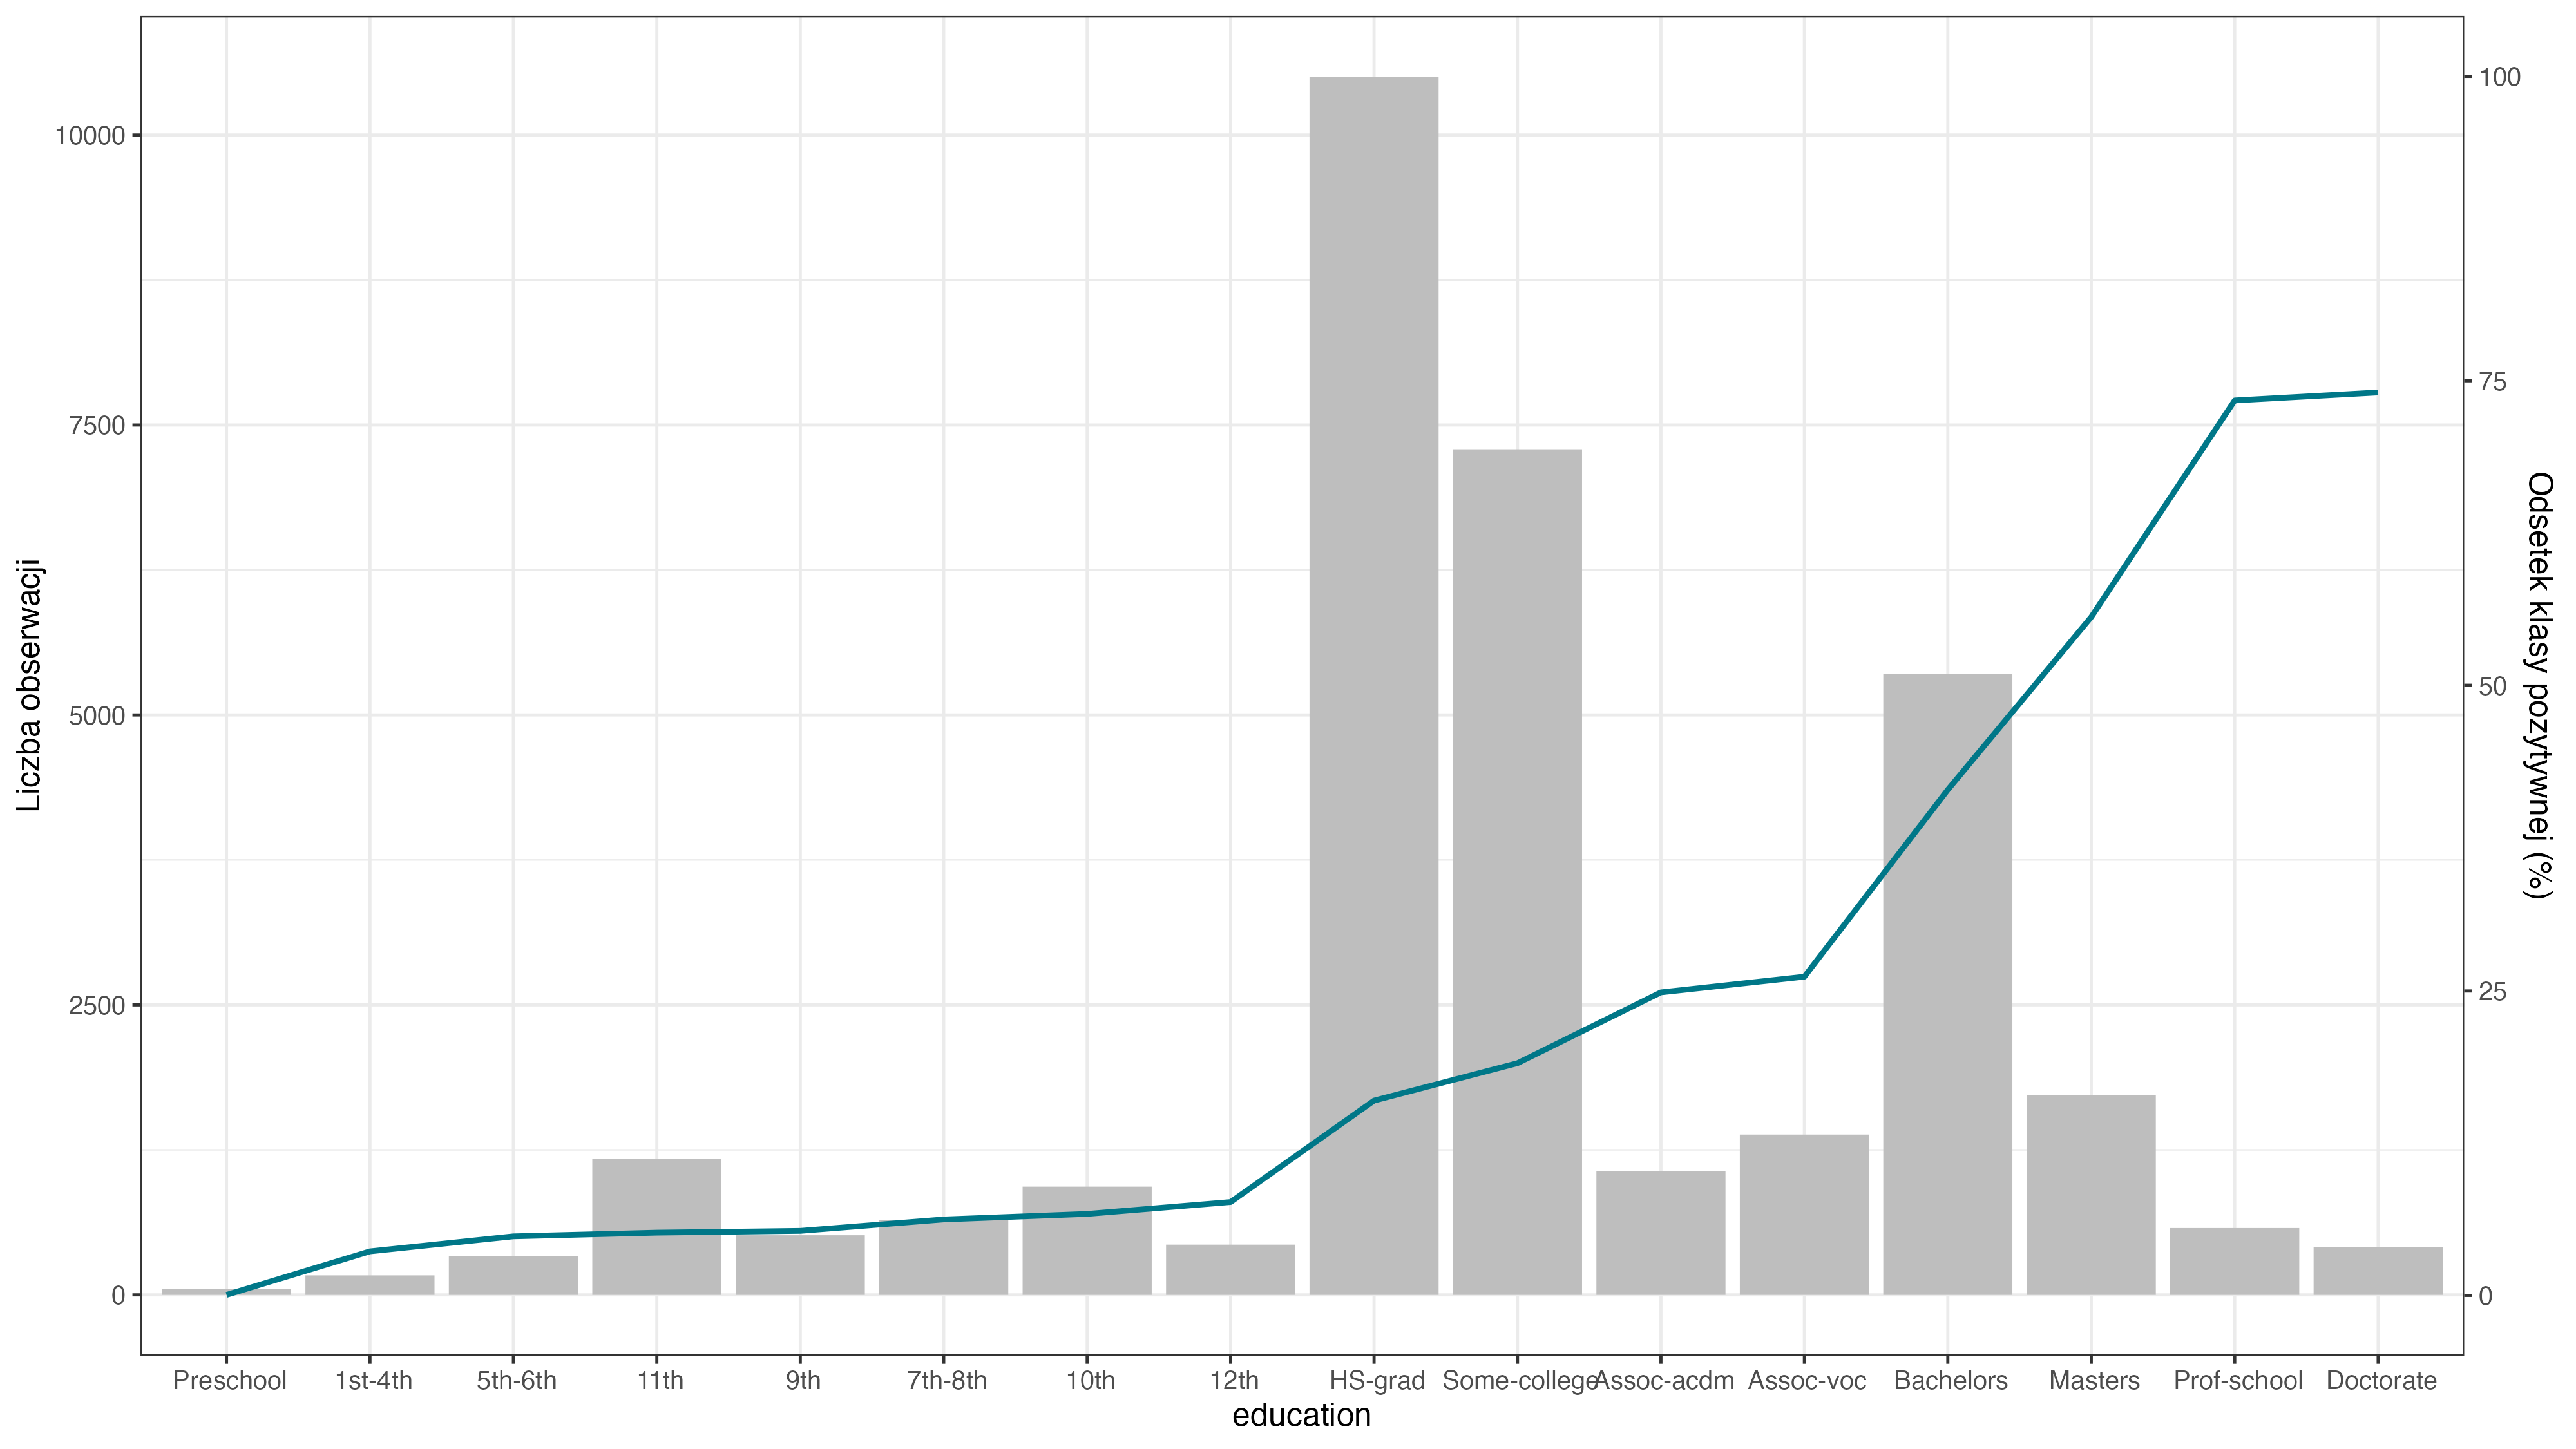 Liczba obserwacji
10000
7500
5000
2500
0
100
75
50
25
0
Odsetek klasy pozytywnej (%)
Preschool 1st-4th 5th-6th 11th 9th 7th-8th 10th 12th HS-grad Some-college Assoc-acdm Assoc-voc Bachelors Masters Prof-school Doctorate
education